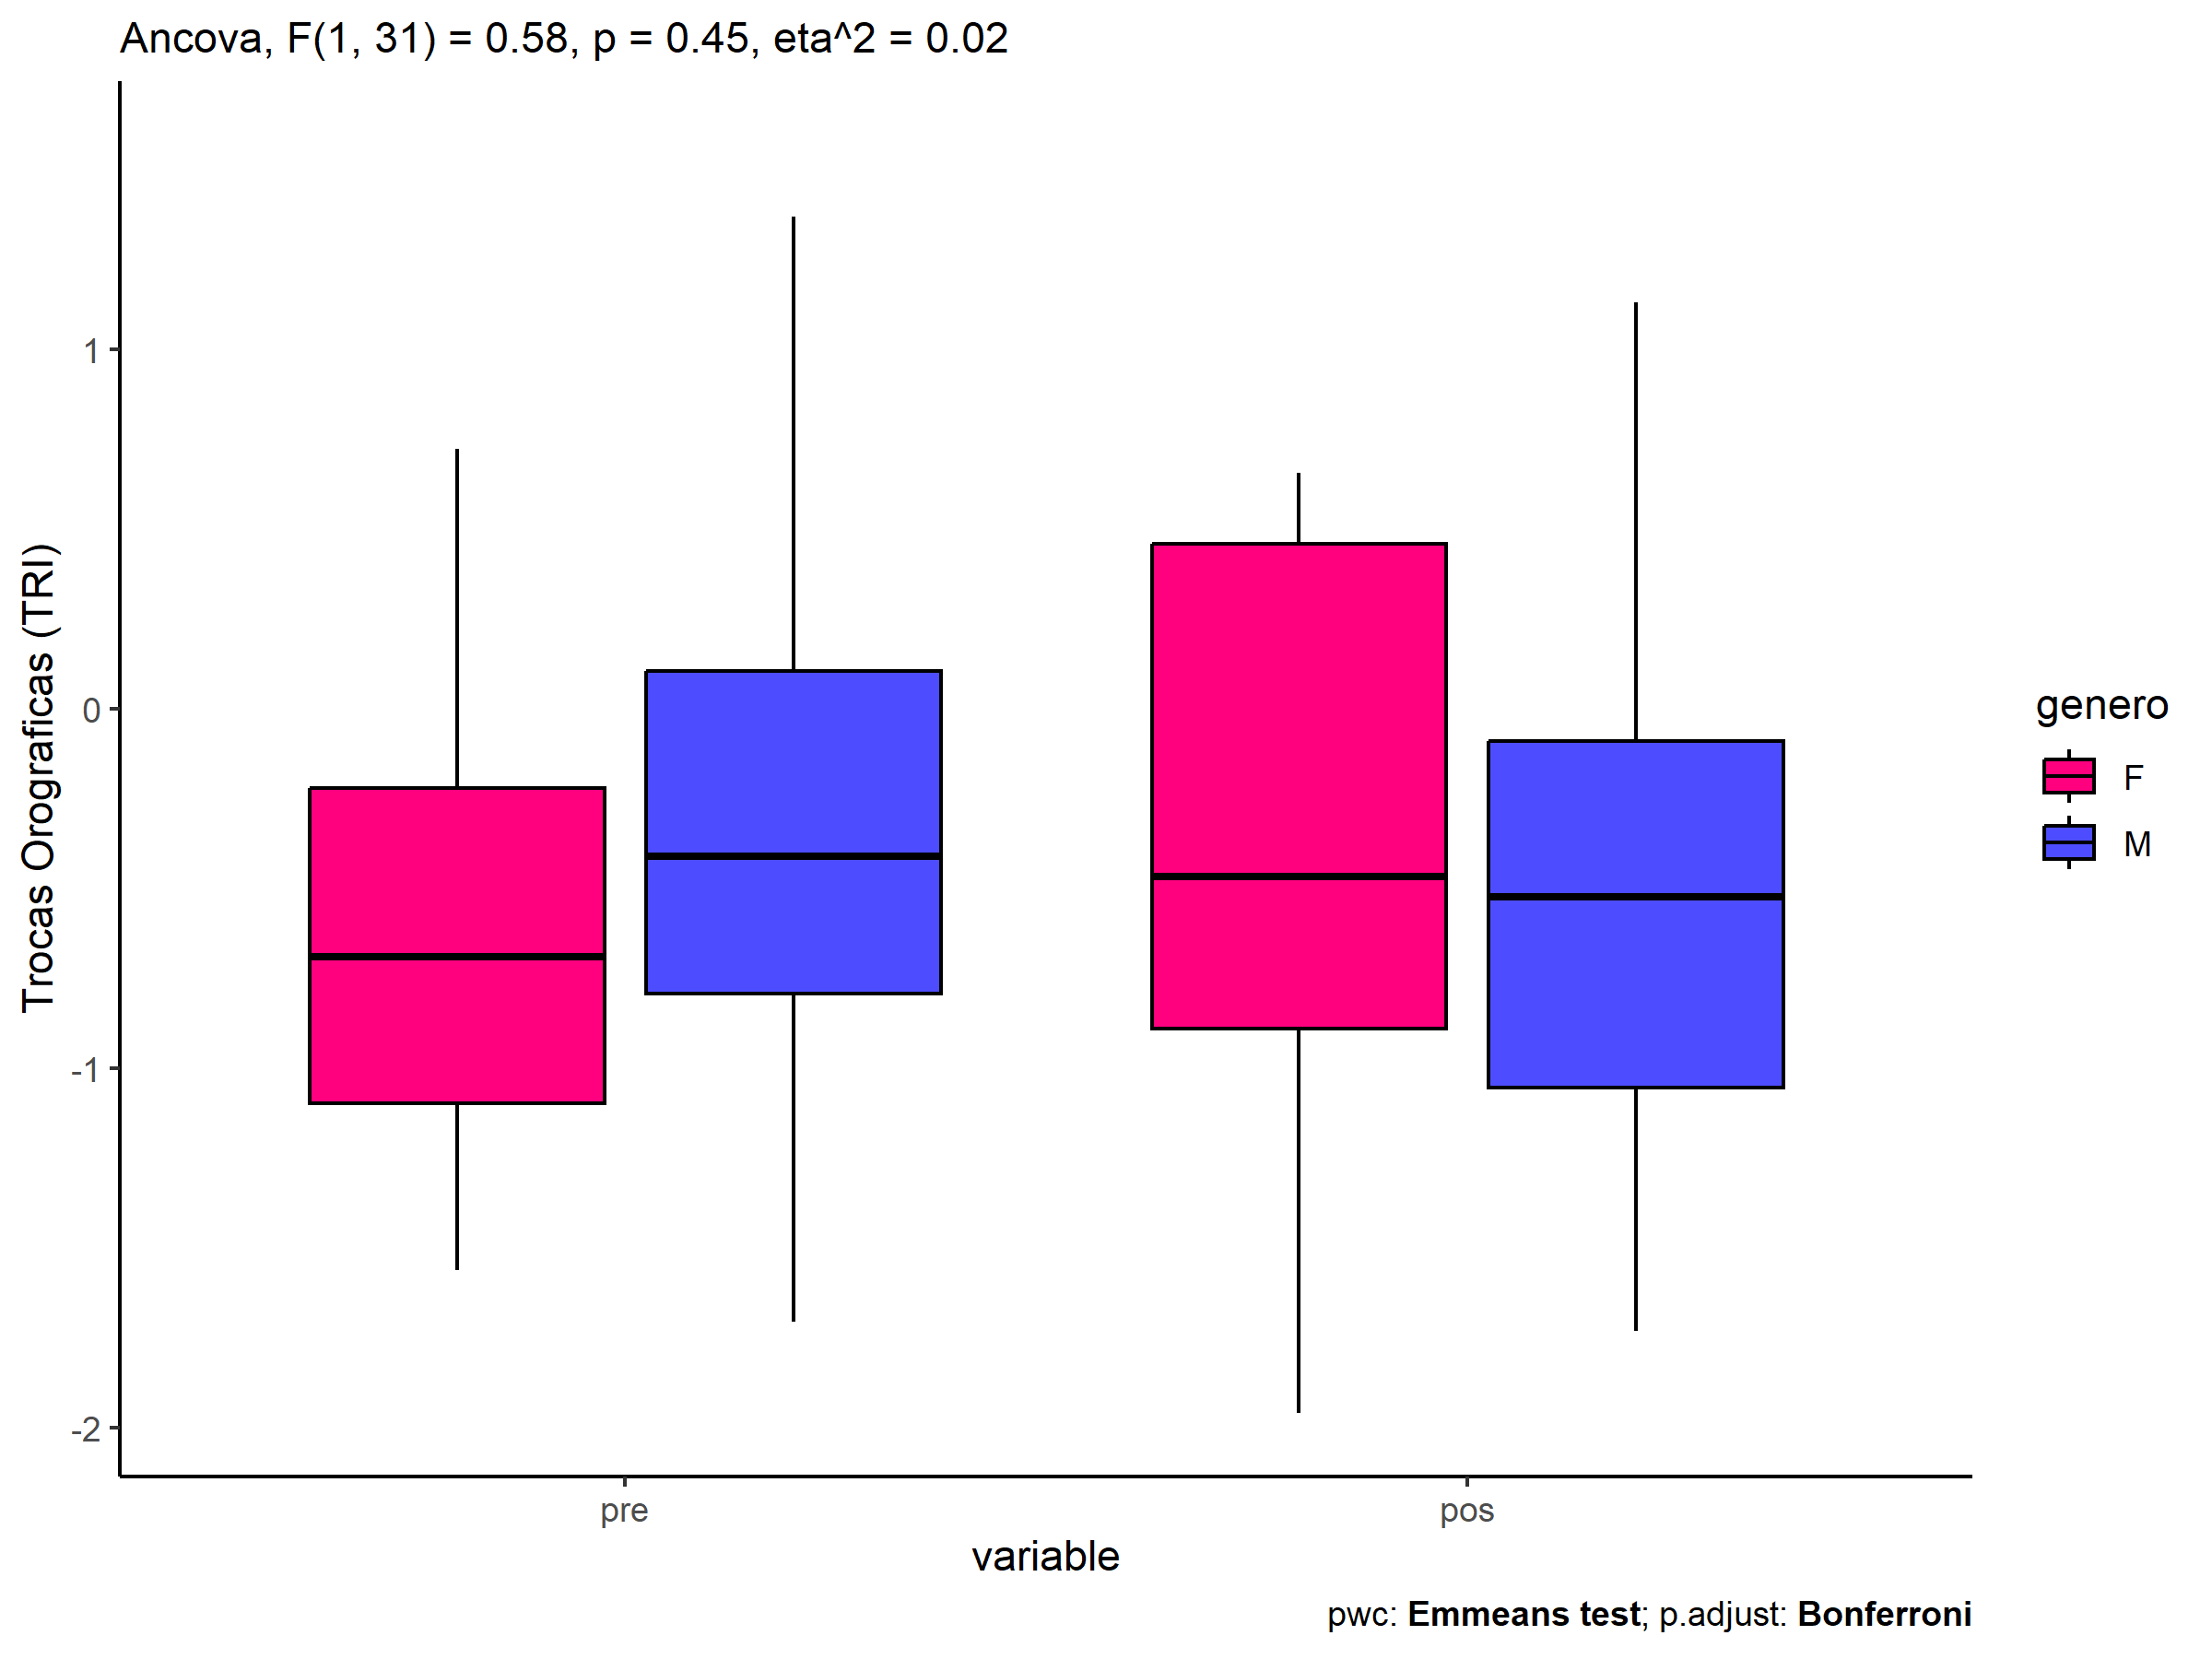 Ancova, F(1, 31) = 0.58, p = 0.45, eta^2 = 0.02
Trocas Orograficas (TRI)
1
0
-1
-2
pre
pos
variable
genero
F
M
pwc: Emmeans test; p.adjust: Bonferroni